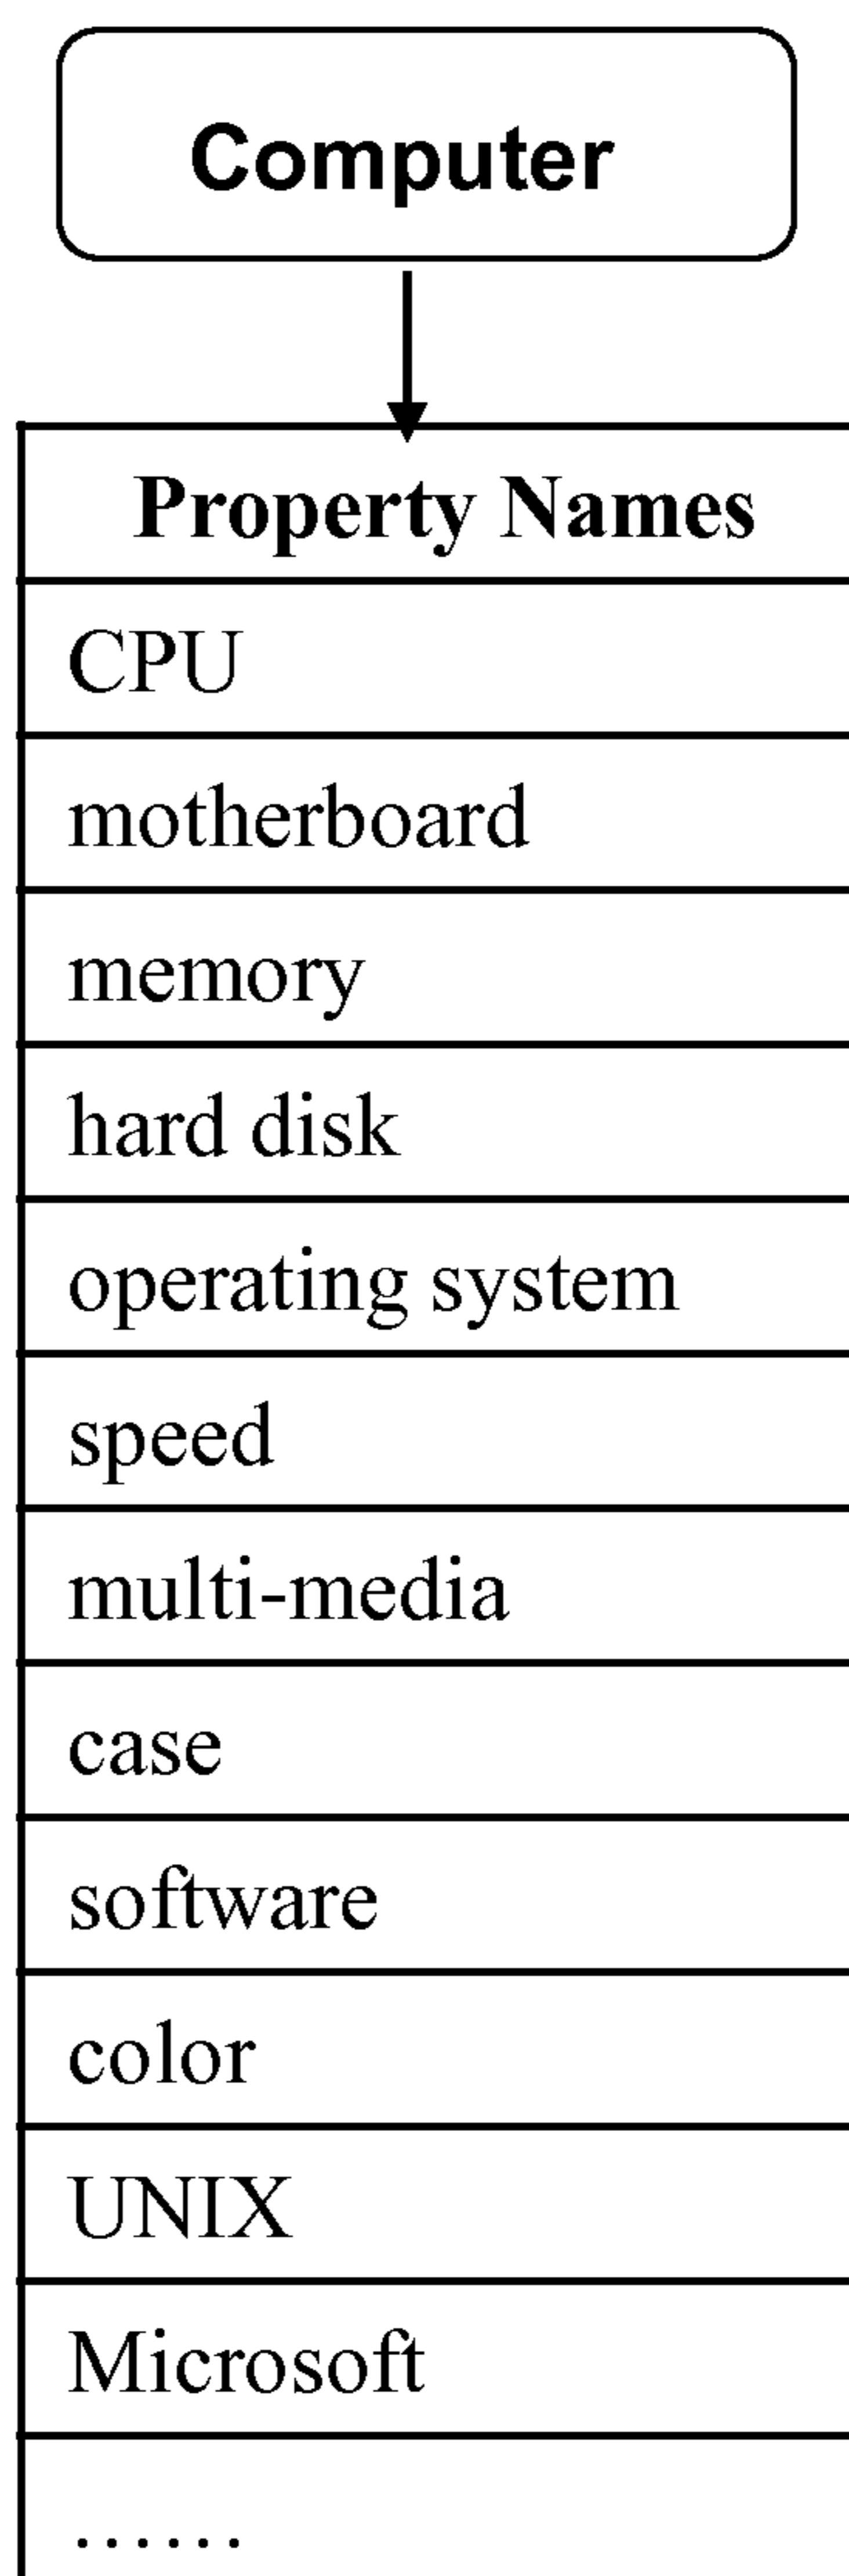 Computer
Property Names
CPU
motherboard
memory
hard disk
operating system
speed
multi-media
case
software
color
UNIX
Microsoft
......